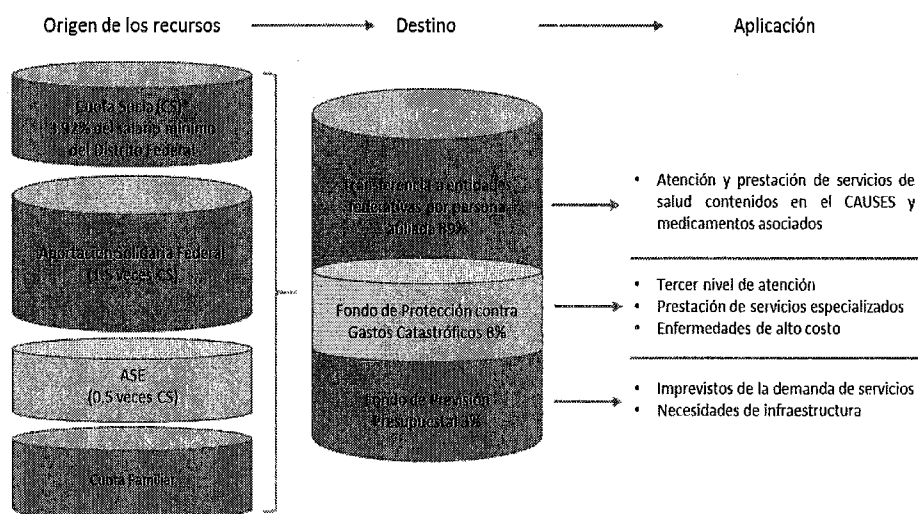 Origen de los recursos
Destino
Aplicación
Cuota Social (CS)*
3.92% del salario mínimo
del Distrito Federal
Aportación Solidaria Federal
(1.5 veces CS)
ASE
(0.5 veces CS)
Cuota Familiar
Transferencia a entidades
federativas por persona
afiliada 89%
Fondo de Protección contra
Gastos Catastróficos 8%
Fondo de Previsión
Presupuestal 3%
• Atención y prestación de servicios de
salud contenidos en el CAUSES y
medicamentos asociados
• Tercer nivel de atención
• Prestación de servicios especializados
• Enfermedades de alto costo
• Imprevistos de la demanda de servicios
• Necesidades de infraestructura